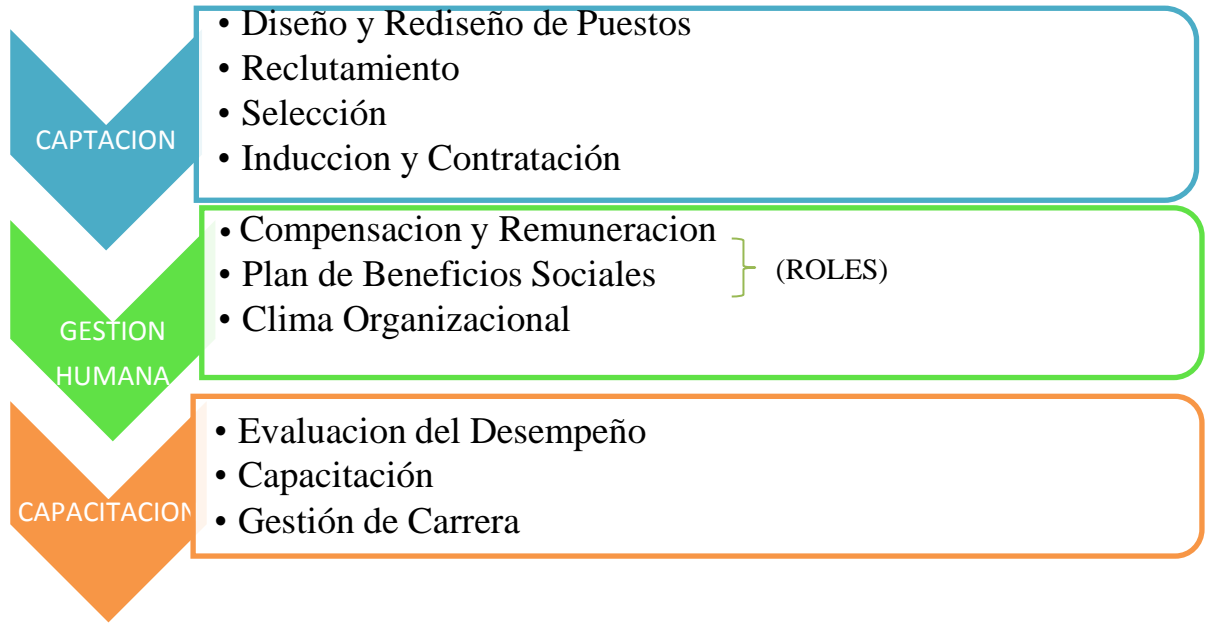 CAPTACION
• Diseño y Rediseño de Puestos
• Reclutamiento
• Selección
• Induccion y Contratación
GESTION
HUMANA
• Compensacion y Remuneracion
• Plan de Beneficios Sociales
(ROLES)
• Clima Organizacional
CAPACITACION
• Evaluacion del Desempeño
• Capacitación
• Gestión de Carrera